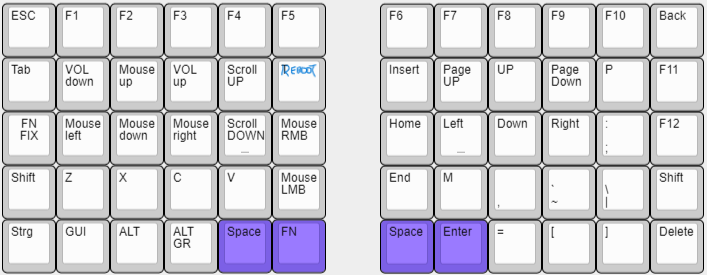 ESC
F1
F2
F3
F4
F5
F6
F7
F8
F9
F10
Back
Tab
VOL
down
Mouse
up
VOL
up
Scroll
UP
REBOOT
Insert
Page
UP
UP
Page
Down
P
F11
FN
FIX
Mouse
left
Mouse
down
Mouse
right
Scroll
DOWN
_
Mouse
RMB
Home
Left
_
Down
Right
:
;
F12
Shift
Z
X
C
V
Mouse
LMB
End
M
,
`
~
\
|
Shift
Strg
GUI
ALT
ALT
GR
Space
FN
Space
Enter
=
[
]
Delete